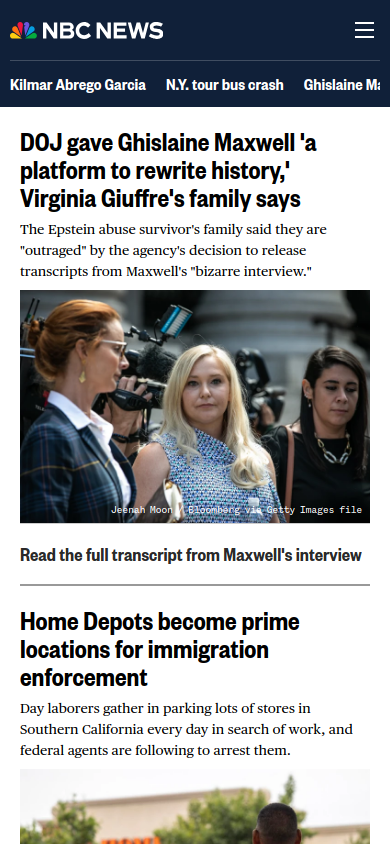 NBC NEWS
Kilmar Abrego Garcia N.Y. tour bus crash Ghislaine Ma
DOJ gave Ghislaine Maxwell 'a
platform to rewrite history,'
Virginia Giuffre's family says
The Epstein abuse survivor's family said they are
"outraged" by the agency's decision to release
transcripts from Maxwell's "bizarre interview."
Jeenah Moon / Bloomberg via Getty Images file
Read the full transcript from Maxwell's interview
Home Depots become prime
locations for immigration
enforcement
Day laborers gather in parking lots of stores in
Southern California every day in search of work, and
federal agents are following to arrest them.